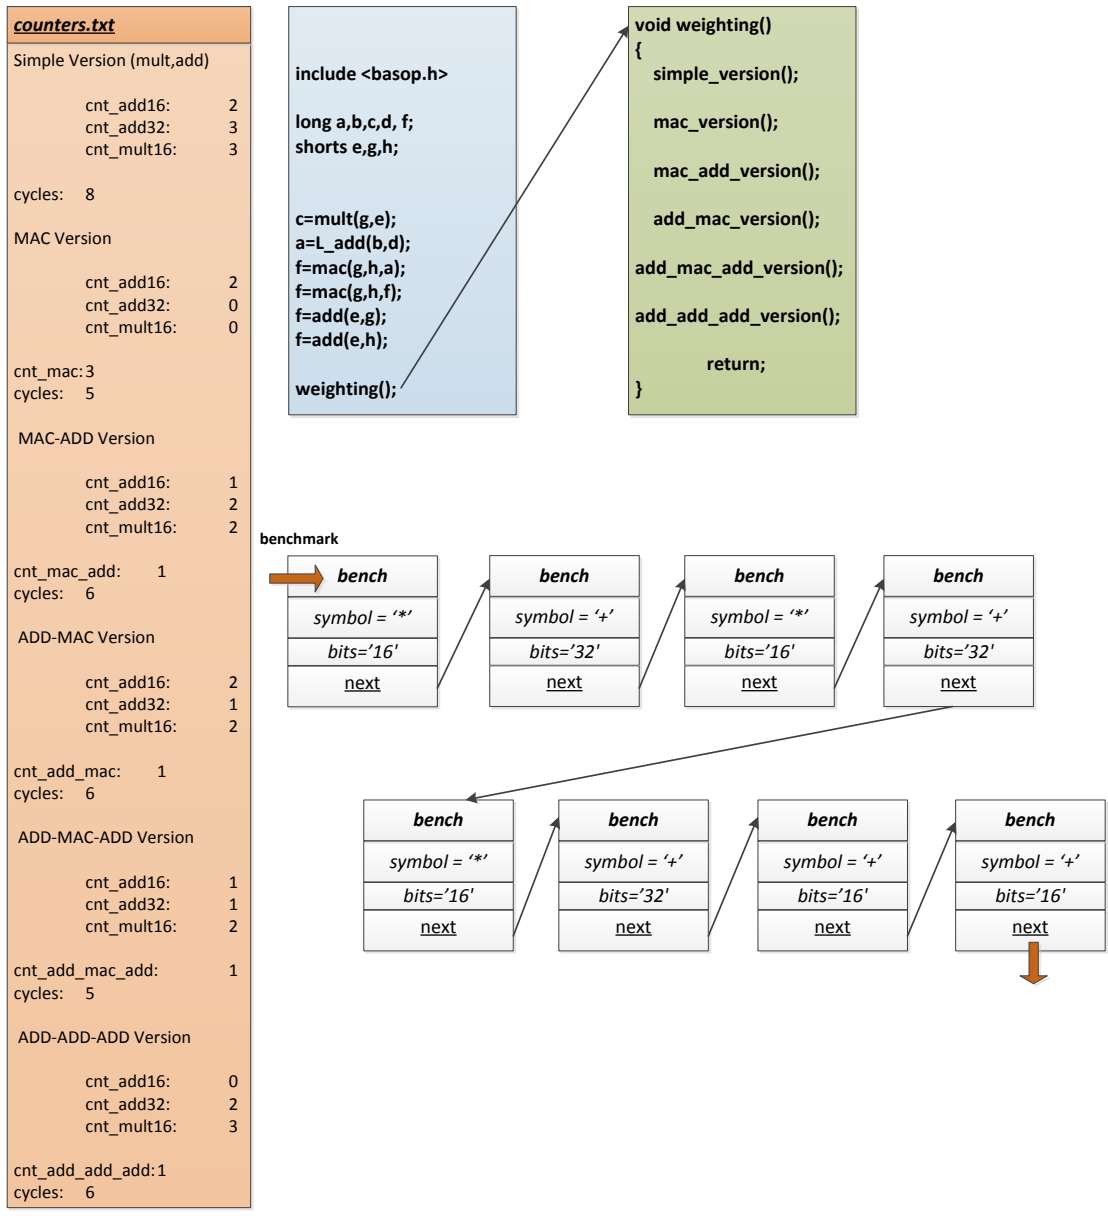 counters.txt
Simple Version (mult,add)
cnt_add16: 2
cnt_add32: 3
cnt_mult16: 3
cycles: 8
MAC Version
cnt_add16: 2
cnt_add32: 0
cnt_mult16: 0
cnt_mac: 3
cycles: 5
MAC-ADD Version
cnt_add16: 1
cnt_add32: 2
cnt_mult16: 2
cnt_mac_add: 1
cycles: 6
ADD-MAC Version
cnt_add16: 2
cnt_add32: 1
cnt_mult16: 2
cnt_add_mac: 1
cycles: 6
ADD-MAC-ADD Version
cnt_add16: 1
cnt_add32: 1
cnt_mult16: 2
cnt_add_mac_add: 1
cycles: 5
ADD-ADD-ADD Version
cnt_add16: 0
cnt_add32: 2
cnt_mult16: 3
cnt_add_add_add: 1
cycles: 6
include <basop.h>
long a,b,c,d, f;
shorts e,g,h;
c=mult(g,e);
a=L_add(b,d);
f=mac(g,h,a);
f=mac(g,h,f);
f=add(e,g);
f=add(e,h);
weighting();
void weighting()
{
simple_version();
mac_version();
mac_add_version();
add_mac_version();
add_mac_add_version();
add_add_add_version();
return;
}
benchmark
bench
symbol = ‘*’
bits=’16'
next
bench
symbol = ‘+’
bits=’32'
next
bench
symbol = ‘*’
bits=’16'
next
bench
symbol = ‘+’
bits=’32'
next
bench
symbol = ‘*’
bits=’16'
next
bench
symbol = ‘+’
bits=’32'
next
bench
symbol = ‘+’
bits=’16'
next
bench
symbol = ‘+’
bits=’16'
next